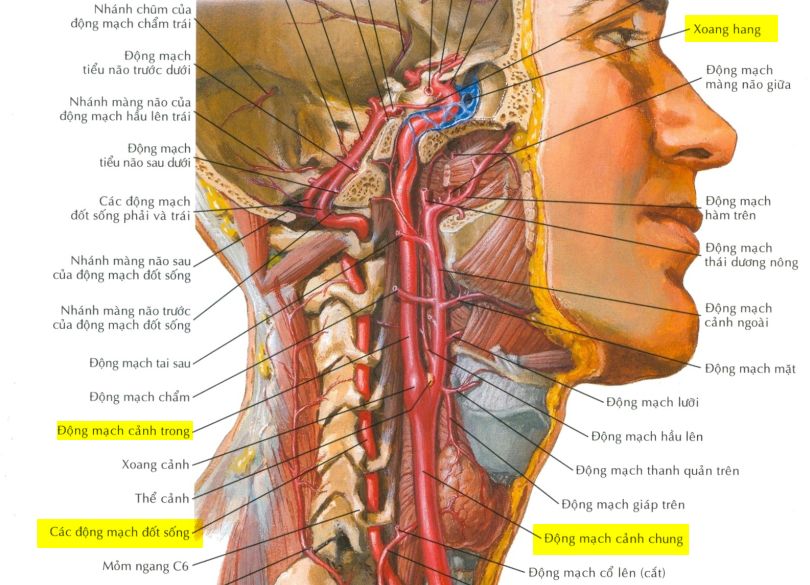 Nhánh chũm của
động mạch chẩm trái
Động mạch
tiểu não trước dưới
Nhánh màng não của
động mạch hầu lên trái
Động mạch
tiểu não sau dưới
Các động mạch
đốt sống phải và trái
Nhánh màng não sau
của động mạch đốt sống
Nhánh màng não trước
của động mạch đốt sống
Động mạch tai sau
Động mạch chẩm
Động mạch cảnh trong
Xoang cảnh
Thể cảnh
Các động mạch đốt sống
Mỏm ngang C6
Xoang hang
Động mạch
màng não giữa
Động mạch
hàm trên
Động mạch
thái dương nông
Động mạch
cảnh ngoài
Động mạch mặt
Động mạch lưỡi
Động mạch hầu lên
Động mạch thanh quản trên
Động mạch giáp trên
Động mạch cảnh chung
Động mạch cổ lên (cắt)